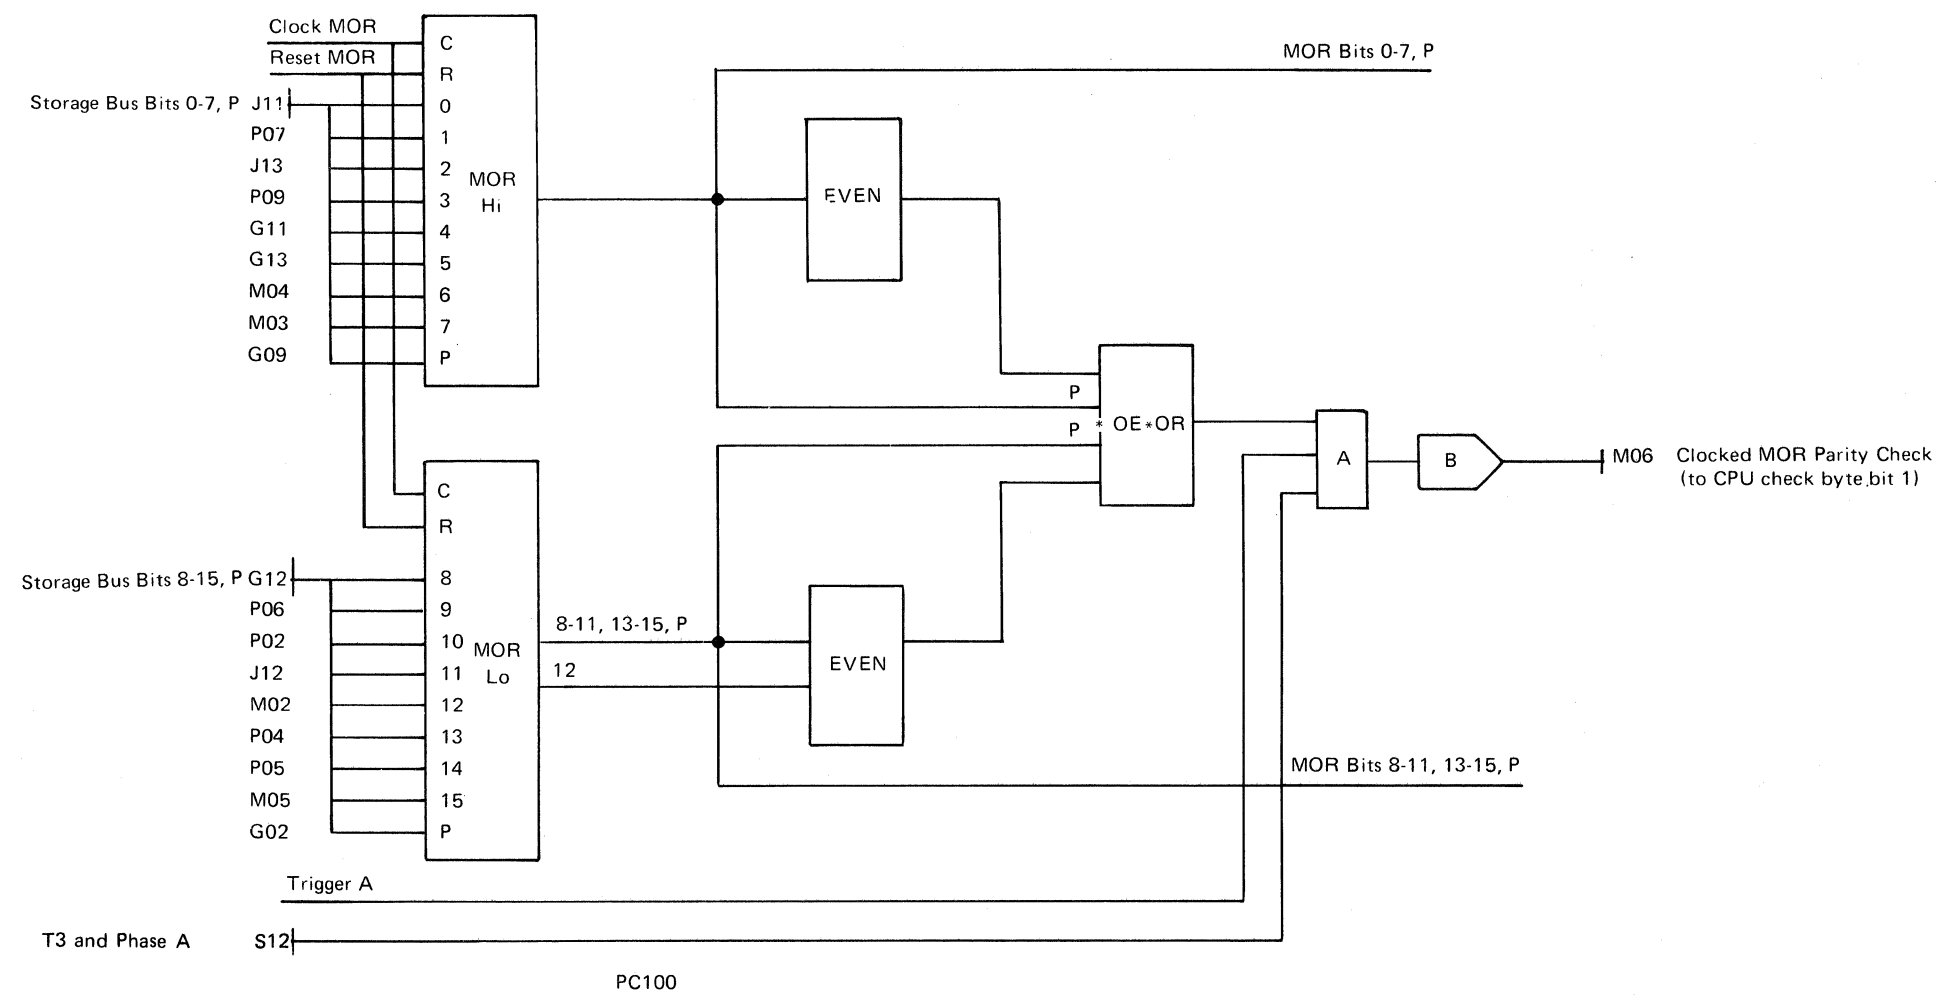 Clock MOR
Reset MOR
Storage Bus Bits 0-7, P J11
P07
J13
P09
G11
G13
M04
M03
G09
C
R
0
1
2
3
4
5
6
7
P
MOR
Hi
MOR Bits 0-7, P
EVEN
P
P
* OE*OR
A
B
M06 Clocked MOR Parity Check
(to CPU check byte, bit 1)
Storage Bus Bits 8-15, P G12
P06
P02
J12
M02
P04
P05
M05
G02
C
R
8
9
10
11
12
13
14
15
P
MOR
Lo
8-11, 13-15, P
12
EVEN
MOR Bits 8-11, 13-15, P
Trigger A
T3 and Phase A S12
PC100